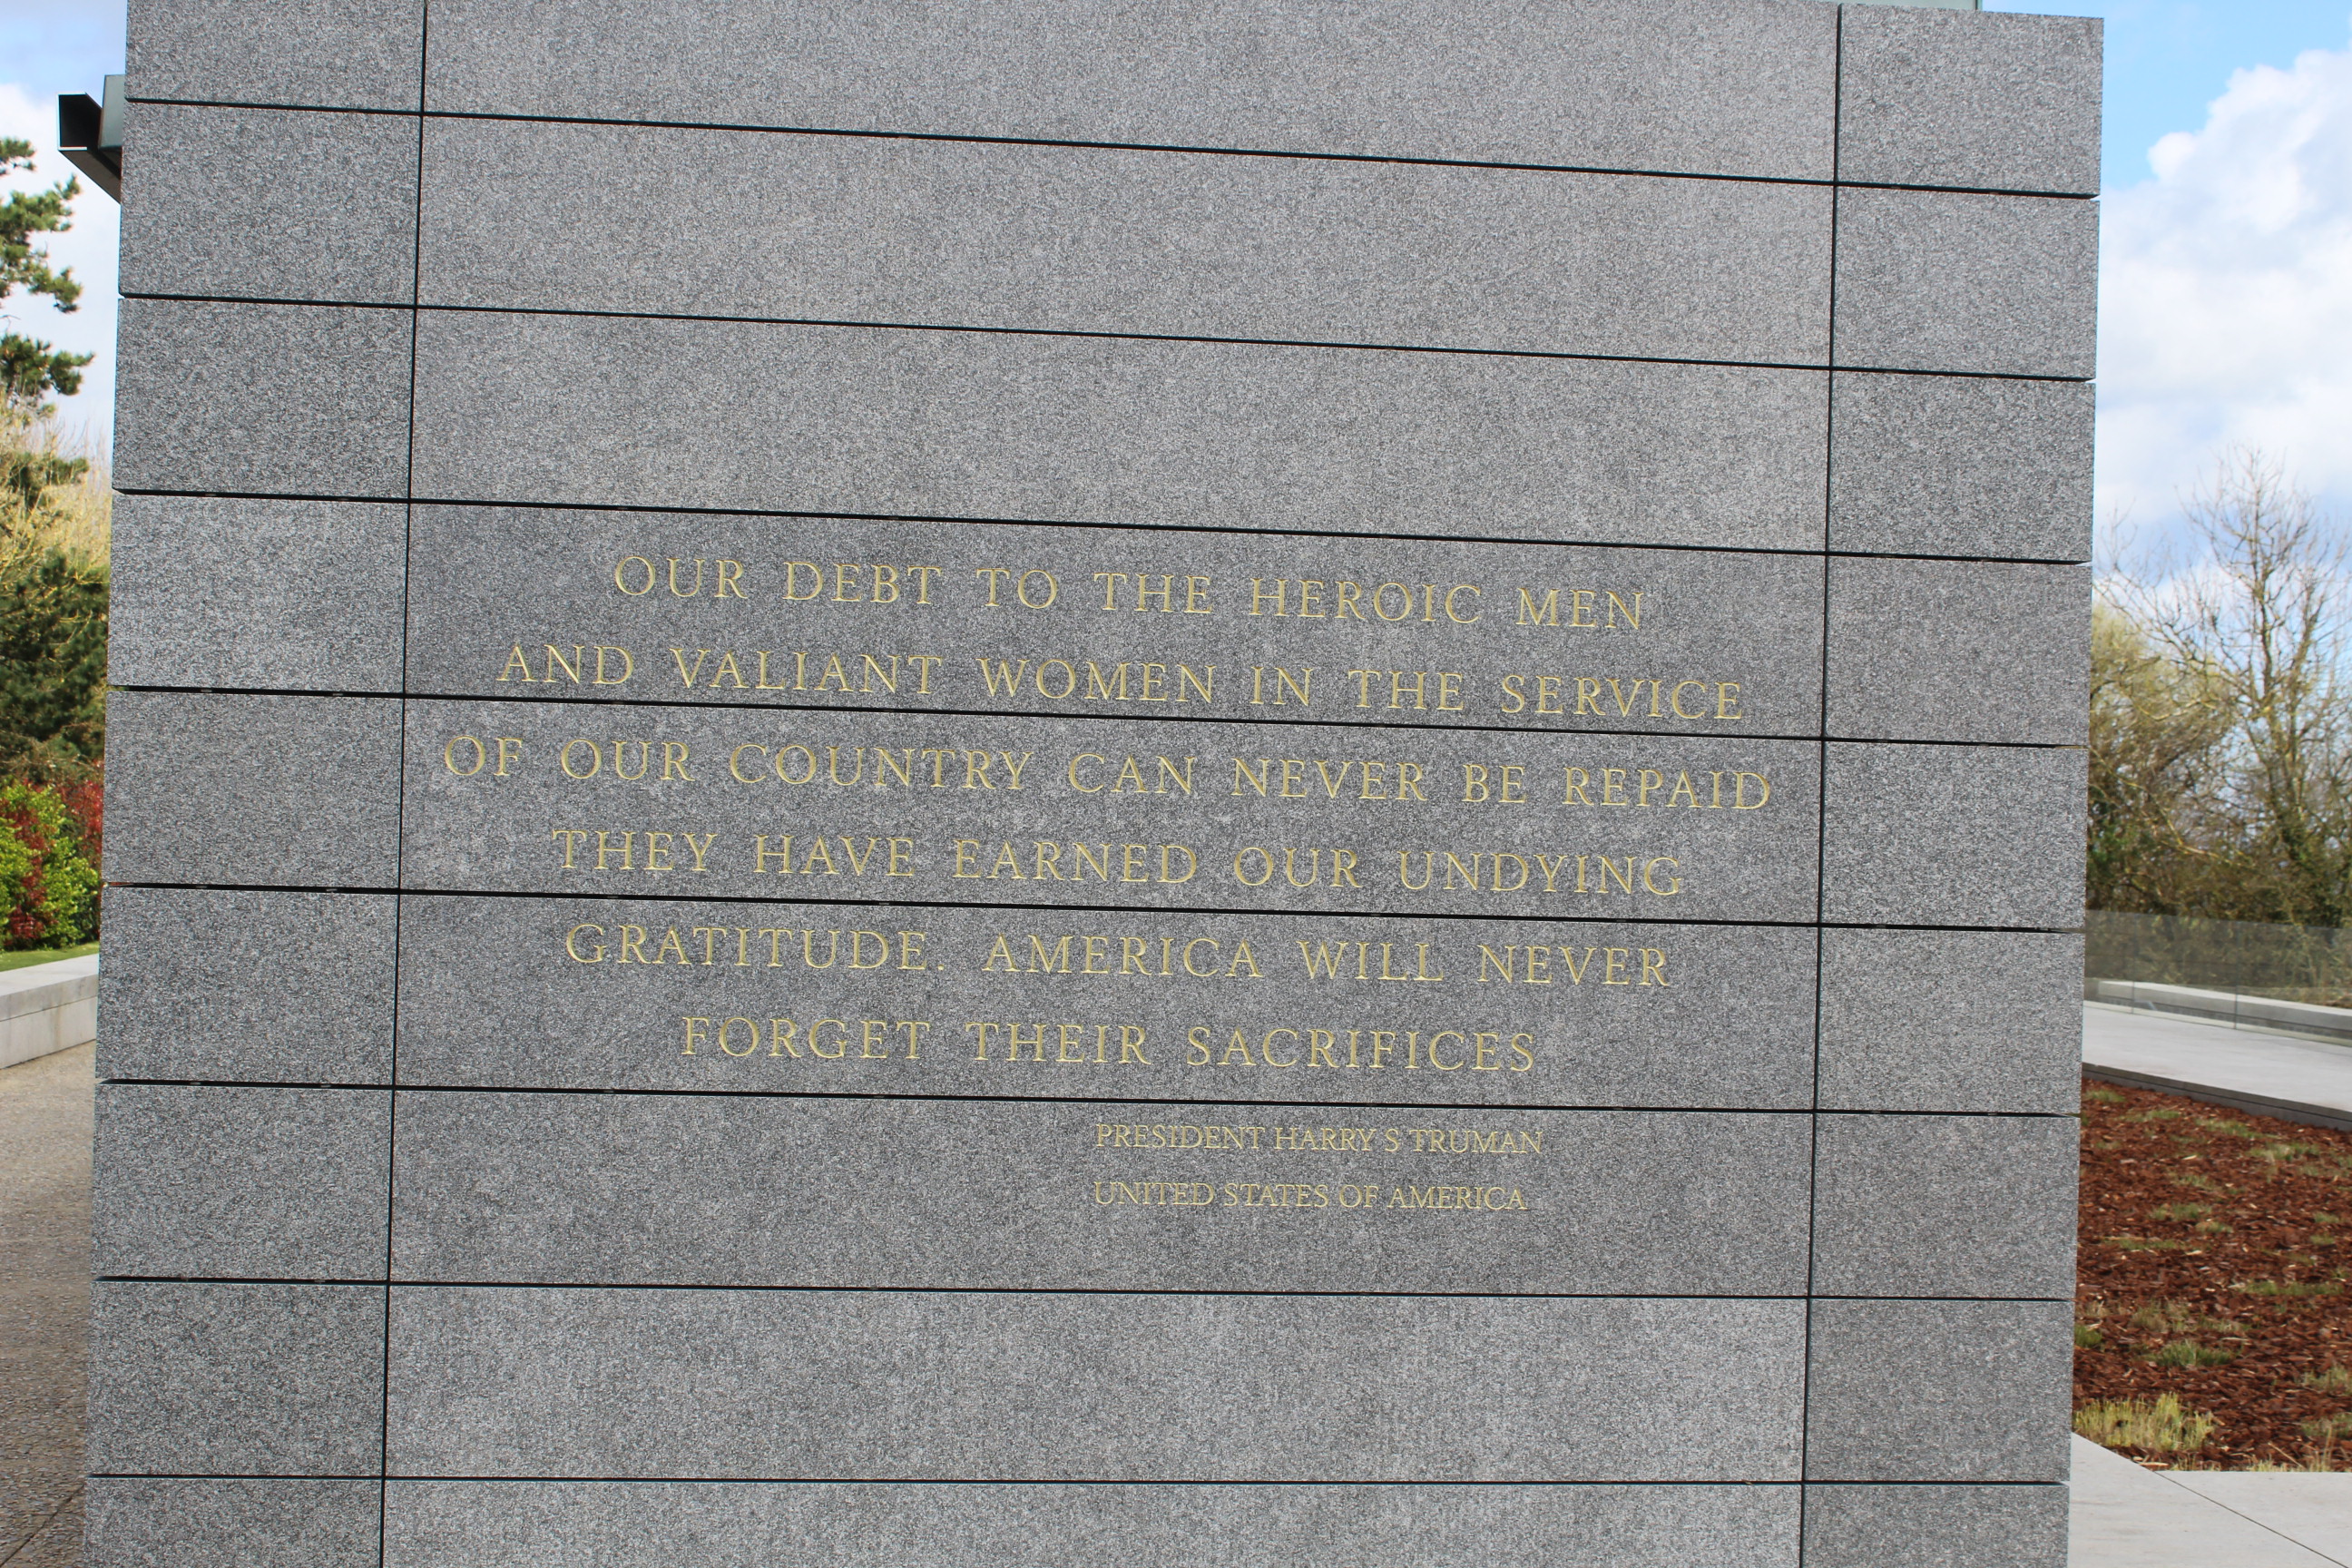 OUR DEBT TO THE HEROIC MEN
AND VALIANT WOMEN IN THE SERVICE
OF OUR COUNTRY CAN NEVER BE REPAID
THEY HAVE EARNED OUR UNDYING
GRATITUDE. AMERICA WILL NEVER
FORGET THEIR SACRIFICES
PRESIDENT HARRY S TRUMAN
UNITED STATES OF AMERICA